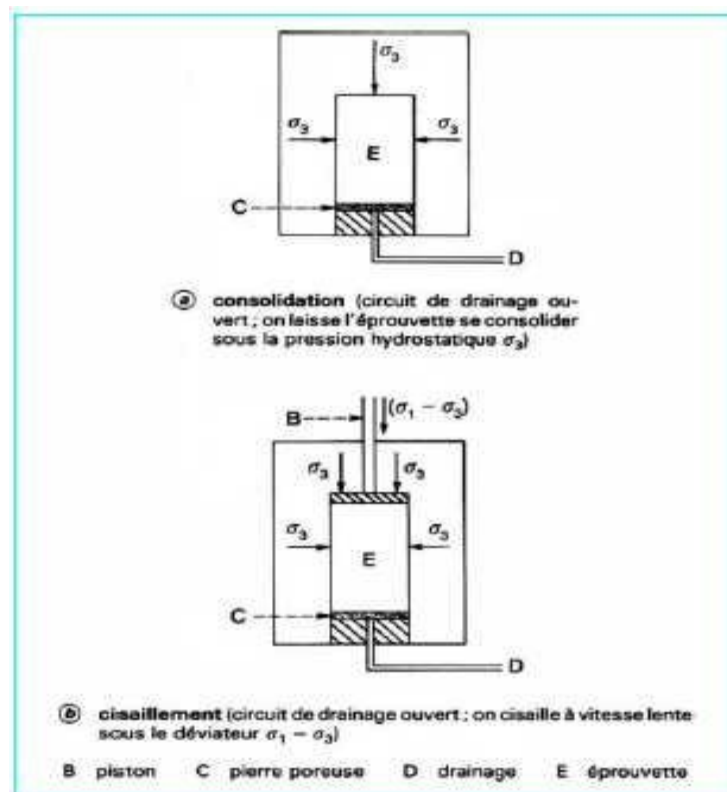 σ₃
σ₃
σ₃
E
C
D
ⓐ consolidation (circuit de drainage ou-
vert ; on laisse l'éprouvette se consolider
sous la pression hydrostatique σ₃)
B
(σ₁ − σ₃)
σ₃
σ₃
σ₃
σ₃
E
C
D
ⓑ cisaillement (circuit de drainage ouvert ; on cisaille à vitesse lente
sous le déviateur σ₁ − σ₃)
B piston C pierre poreuse D drainage E éprouvette